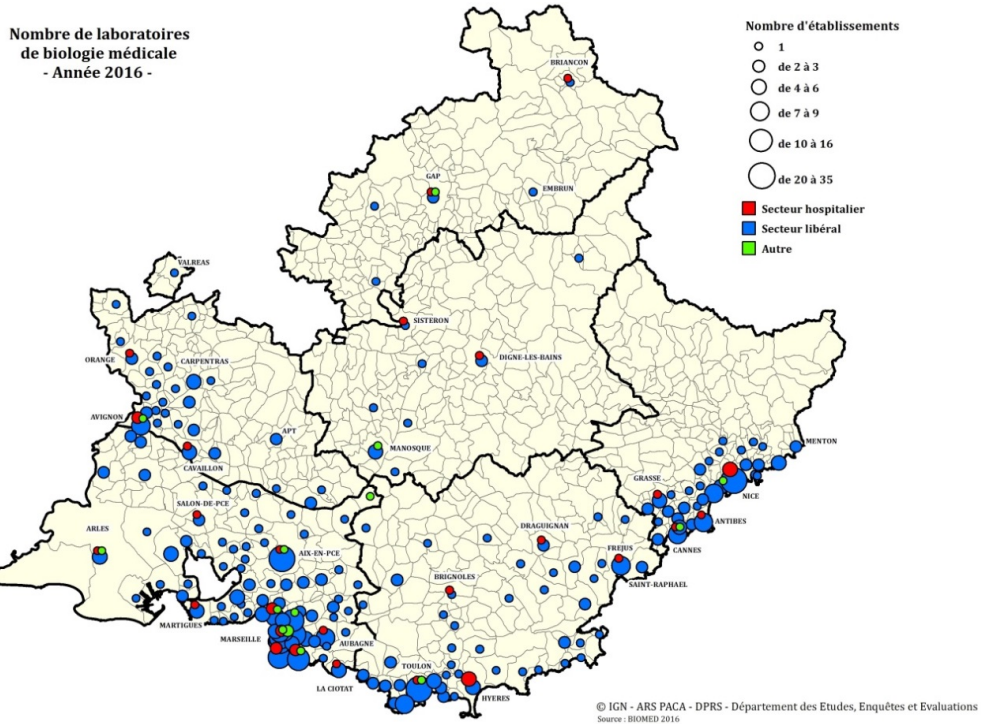 Nombre de laboratoires
de biologie médicale
- Année 2016 -
Nombre d'établissements
1
de 2 à 3
de 4 à 6
de 7 à 9
de 10 à 16
de 20 à 35
Secteur hospitalier
Secteur libéral
Autre
BRIANCON
GAP
EMBRUN
VALREAS
SISTERON
ORANGE
CARPENTRAS
DIGNE-LES-BAINS
AVIGNON
APT
MANOSQUE
MENTON
CAVAILLON
GRASSE
NICE
SALON-DE-PCE
ANTIBES
ARLES
DRAGUIGNAN
AIX-EN-PCE
FREJUS
CANNES
BRIGNOLES
SAINT-RAPHAEL
MARTIGUES
MARSEILLE
AUBAGNE
TOULON
LA CIOTAT
HYERES
© IGN - ARS PACA - DPRS - Département des Etudes, Enquêtes et Evaluations
Source : BIOMED 2016